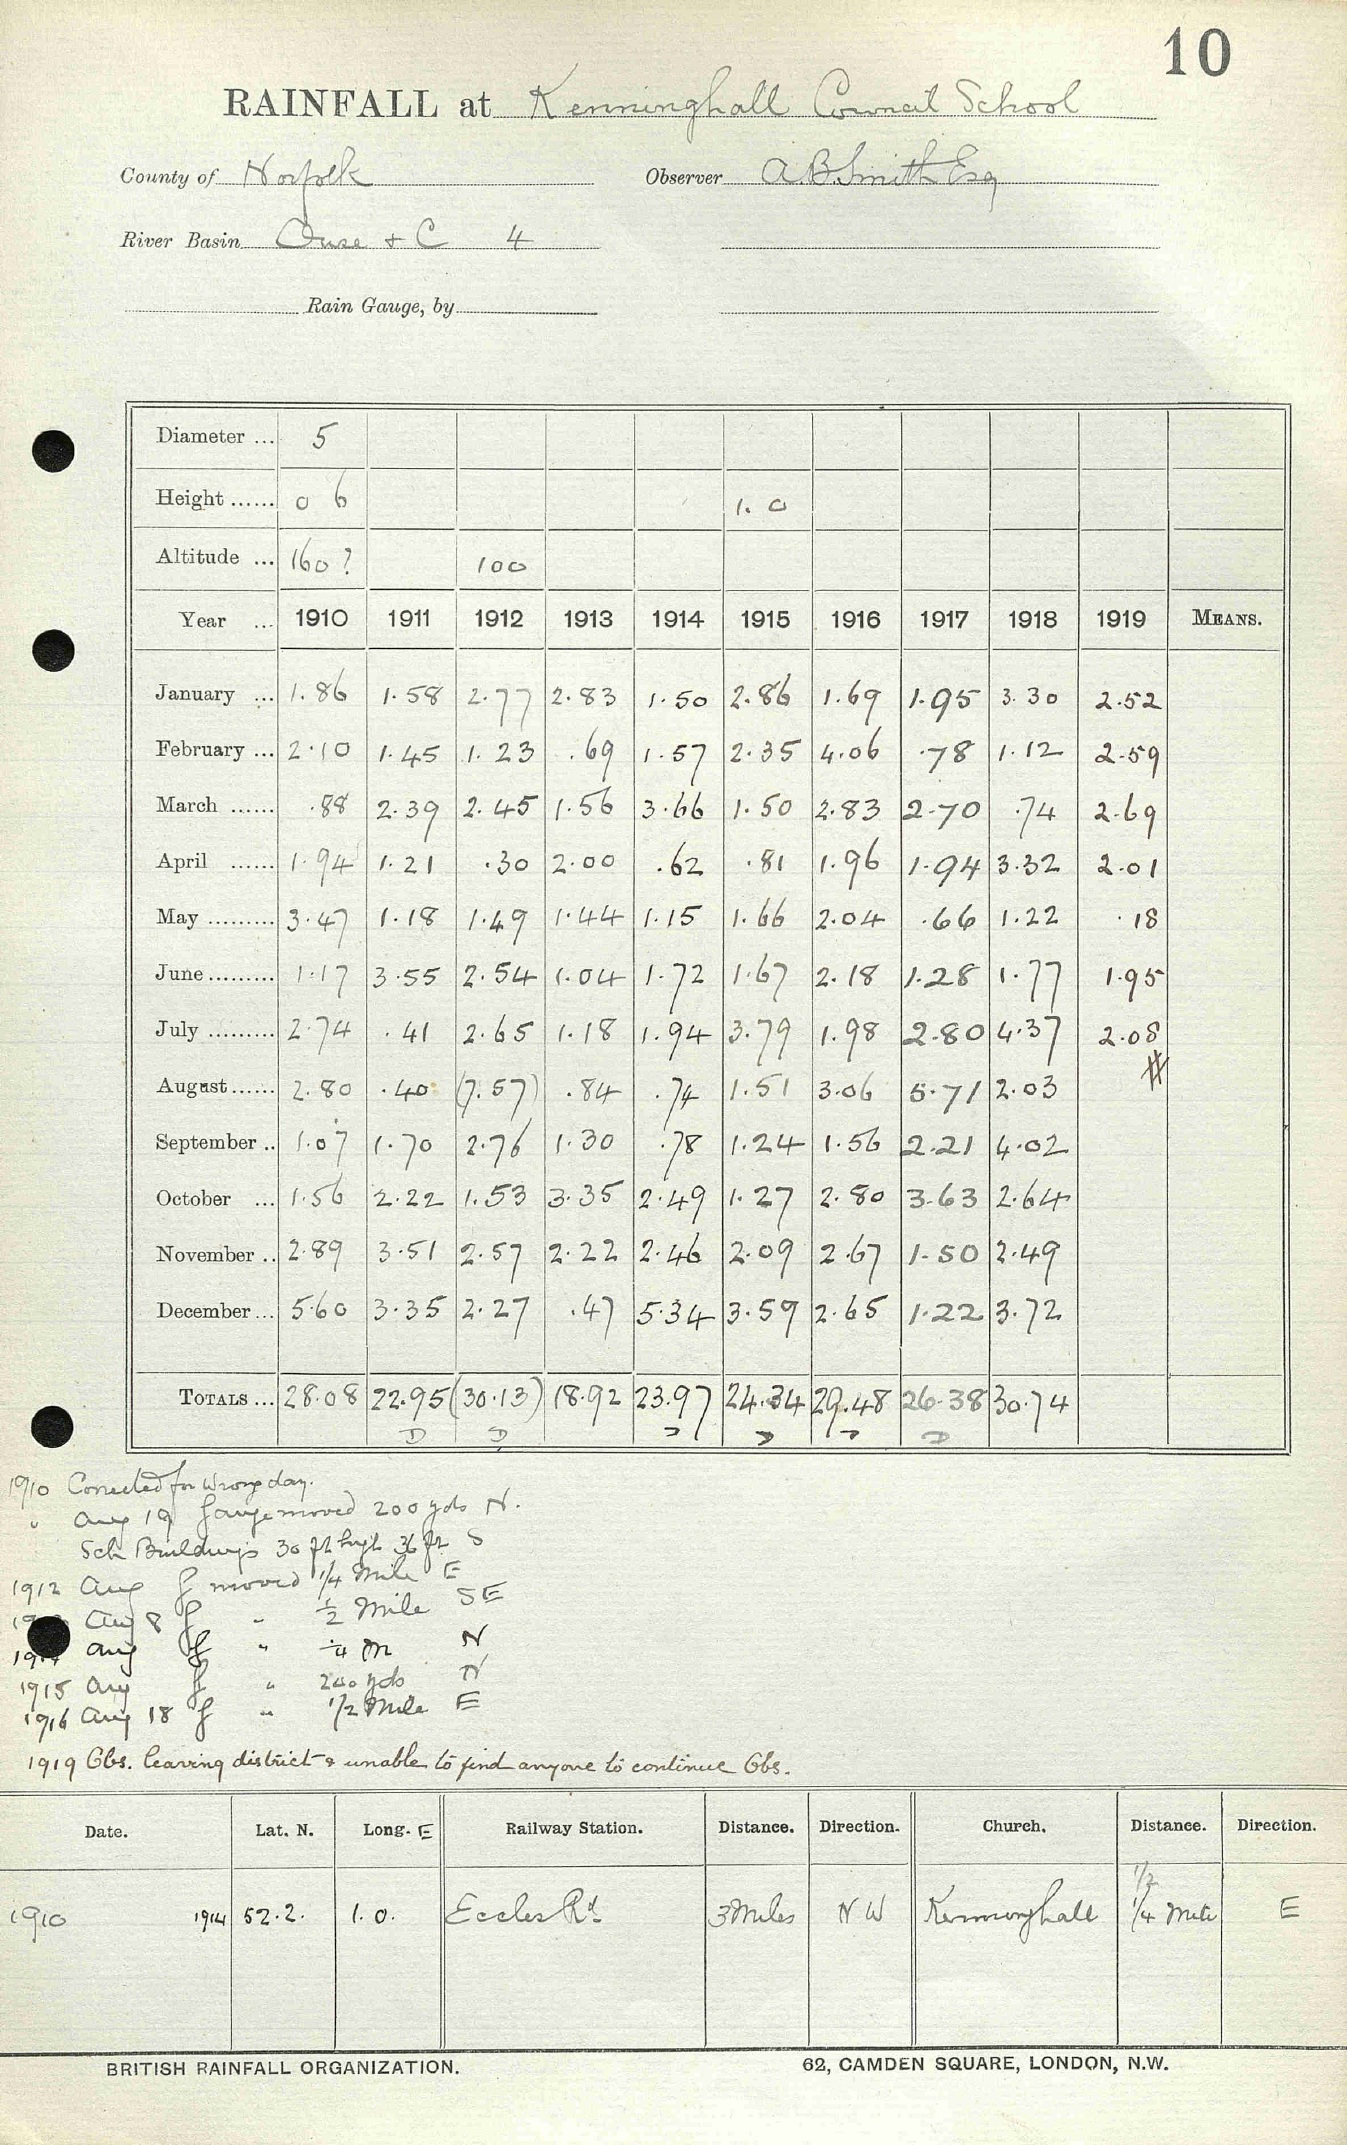 10
RAINFALL at Kenninghall Council School
County of Norfolk Observer A.B. Smith Esq
River Basin Ouse + C 4
Rain Gauge, by
Diameter ... 5
Height ...... 0 6 1. 0
Altitude ... 160? 100
Year ... 1910 1911 1912 1913 1914 1915 1916 1917 1918 1919 MEANS.
January ... 1.86 1.58 2.77 2.83 1.50 2.86 1.69 1.95 3.30 2.52
February ... 2.10 1.45 1.23 .69 1.57 2.35 4.06 .78 1.12 2.59
March ...... .88 2.39 2.45 1.56 3.66 1.50 2.83 2.70 .74 2.69
April ...... 1.94 1.21 .30 2.00 .62 .81 1.96 1.94 3.32 2.01
May ......... 3.47 1.18 1.49 1.44 1.15 1.66 2.04 .66 1.22 .18
June ......... 1.17 3.55 2.54 1.04 1.72 1.67 2.18 1.28 1.77 1.95
July ......... 2.74 .41 2.65 1.18 1.94 3.79 1.98 2.80 4.37 2.08
August ...... 2.80 .40 (7.57) .84 .74 1.51 3.06 5.71 2.03 #
September .. 1.07 1.70 2.76 1.30 .78 1.24 1.56 2.21 4.02
October ... 1.56 2.22 1.53 3.35 2.49 1.27 2.80 3.63 2.64
November .. 2.89 3.51 2.57 2.22 2.46 2.09 2.67 1.50 2.49
December ... 5.60 3.35 2.27 .47 5.34 3.59 2.65 1.22 3.72
TOTALS ... 28.08 22.95 (30.13) 18.92 23.97 24.34 29.48 26.38 30.74
D D D D D D
1910 Corrected for wrong day.
" Aug 19 gauge moved 200 yds N.
Sch Buildings 30 ft high 36 ft S
1912 Aug g moved 1/4 Mile E
Aug 8 g " 1/2 Mile SE
Aug g " 1/4 m N
1915 Aug g " 200 yds N
1916 Aug 18 g " 1/2 Mile E
1919 Obs. leaving district & unable to find anyone to continue Obs.
Date. Lat. N. Long. E Railway Station. Distance. Direction. Church. Distance. Direction.
1/2
1910 1914 52.2. 1. 0. Eccles Rd. 3 Miles N W Kenninghall 1/4 Mile E
BRITISH RAINFALL ORGANIZATION. 62, CAMDEN SQUARE, LONDON, N.W.